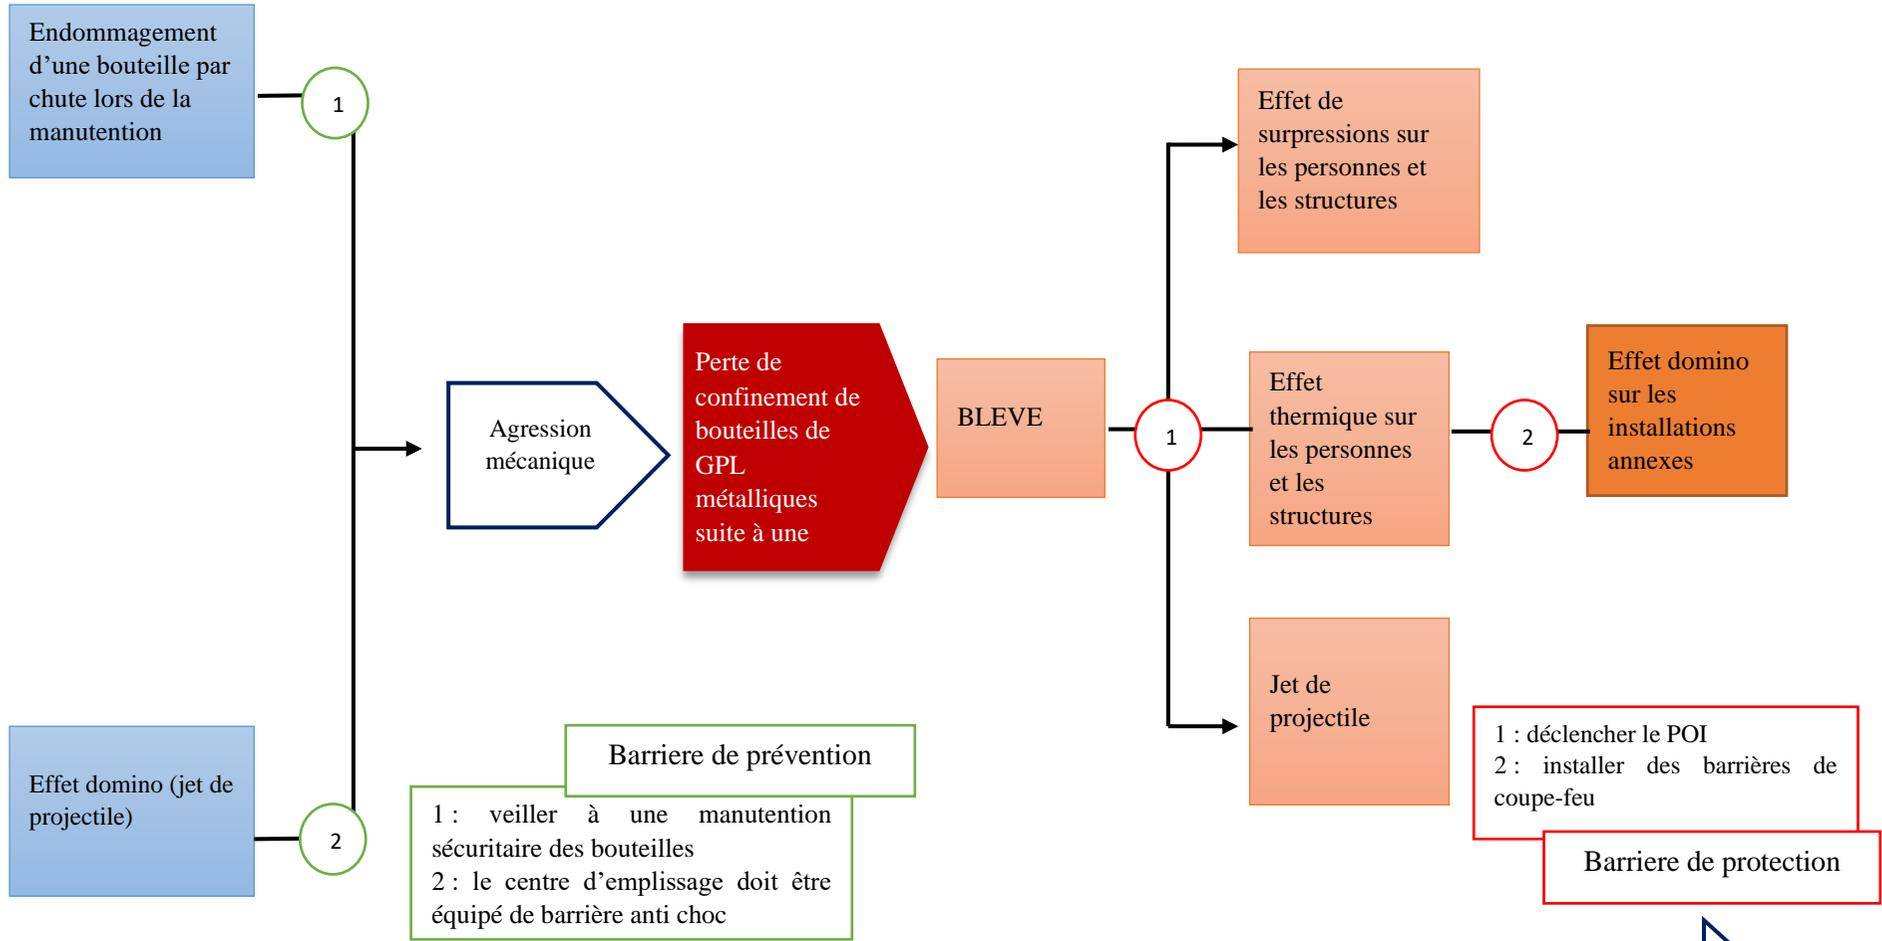 Endommagement
d’une bouteille par
chute lors de la
manutention
1
Effet domino (jet de
projectile)
2
Agression
mécanique
Perte de
confinement de
bouteilles de
GPL
métalliques
suite à une
BLEVE
1
Effet de
surpressions sur
les personnes et
les structures
Effet
thermique sur
les personnes
et les
structures
Jet de
projectile
2
Effet domino
sur les
installations
annexes
Barriere de prévention
1 : veiller à une manutention
sécuritaire des bouteilles
2 : le centre d’emplissage doit être
équipé de barrière anti choc
1 : déclencher le POI
2 : installer des barrières de
coupe-feu
Barriere de protection